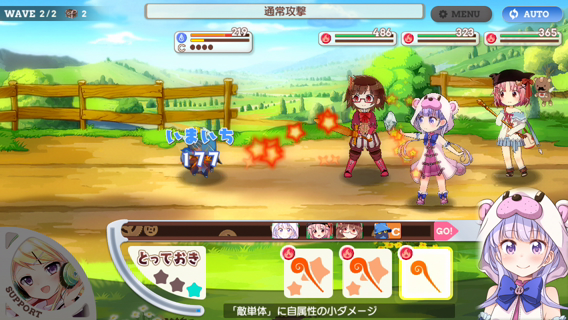 WAVE 2/2 2
通常攻撃
MENU
AUTO
219
C
486
323
365
いまいち
177
C
GO!
とっておき
SUPPORT
「敵単体」に自属性の小ダメージ